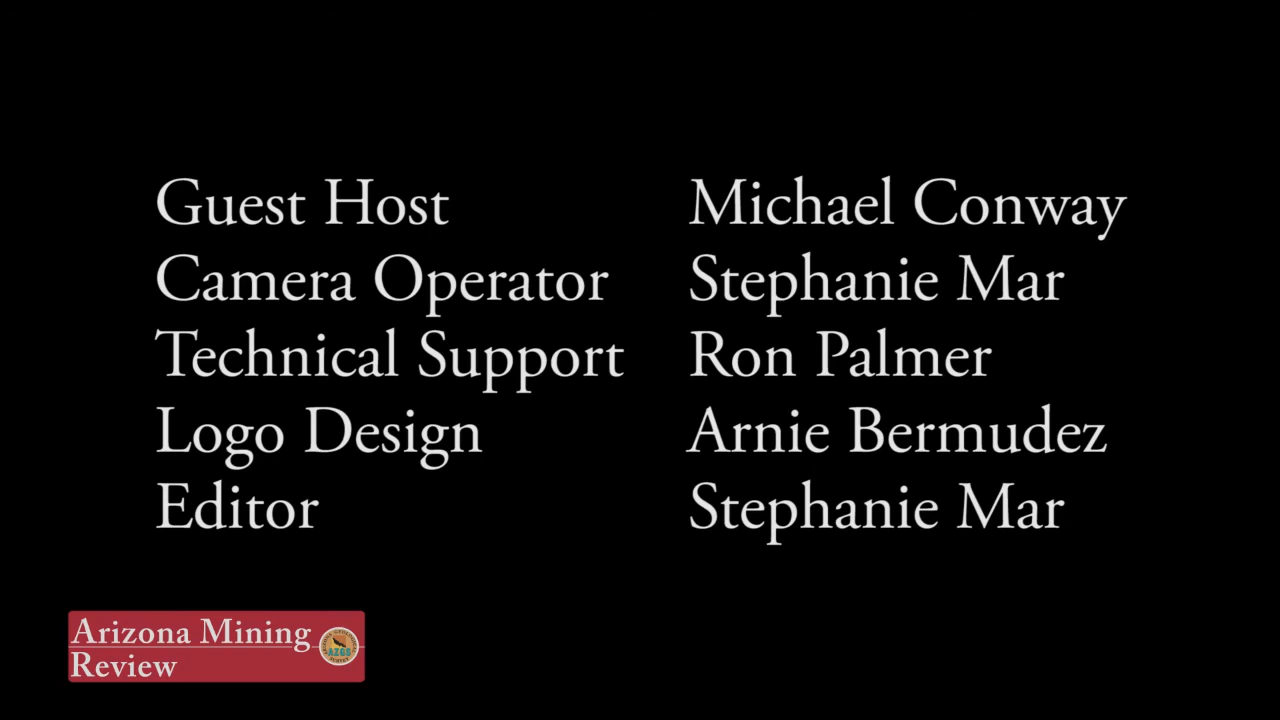 Guest Host Michael Conway
Camera Operator Stephanie Mar
Technical Support Ron Palmer
Logo Design Arnie Bermudez
Editor Stephanie Mar
Arizona Mining
Review
AZGS